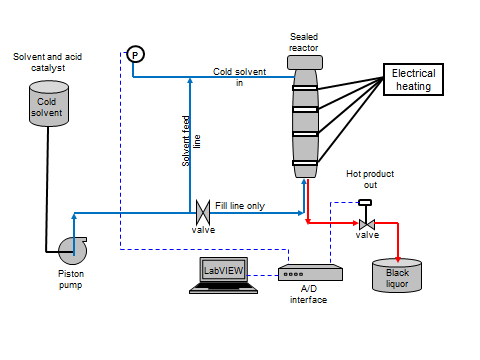 Sealed
reactor
P
Solvent and acid
catalyst
Cold solvent
in
Electrical
heating
Cold
solvent
Solvent feed
line
Hot product
out
Fill line only
valve
valve
LabVIEW
Piston
pump
A/D
interface
Black
liquor